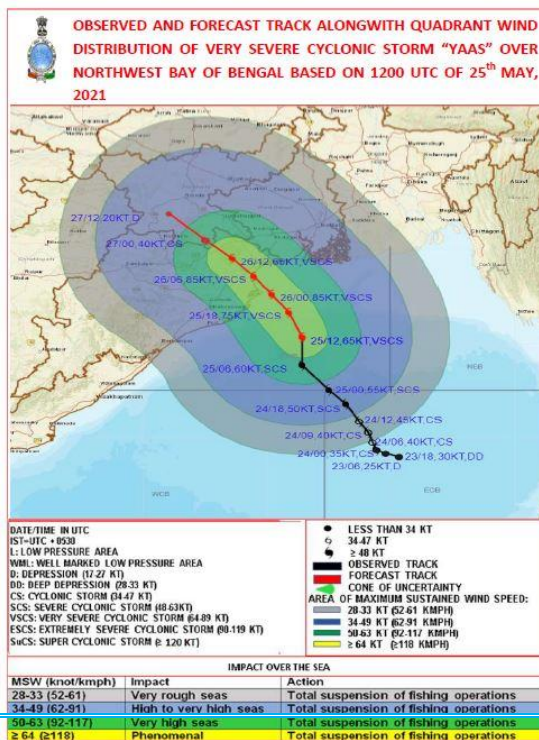 OBSERVED AND FORECAST TRACK ALONGWITH QUADRANT WIND
DISTRIBUTION OF VERY SEVERE CYCLONIC STORM “YAAS” OVER
NORTHWEST BAY OF BENGAL BASED ON 1200 UTC OF 25th MAY,
2021
27/12,20KT,D
27/00,40KT,CS
26/12,66KT,VSCS
26/06,85KT,VSCS
26/00,85KT,VSCS
25/18,75KT,VSCS
25/12,65KT,VSCS
25/06,60KT,SCS
25/00,55KT,SCS
24/18,50KT,SCS
24/12,45KT,CS
24/09,40KT,CS
24/06,40KT,CS
24/00,35KT,CS
23/18,30KT,DD
23/06,25KT,D
WCB
EOB
DATE/TIME IN UTC
IST=UTC + 0530
L: LOW PRESSURE AREA
WML: WELL MARKED LOW PRESSURE AREA
D: DEPRESSION (17-27 KT)
DD: DEEP DEPRESSION (28-33 KT)
CS: CYCLONIC STORM (34-47 KT)
SCS: SEVERE CYCLONIC STORM (48-63KT)
VSCS: VERY SEVERE CYCLONIC STORM (64-89 KT)
ESCS: EXTREMELY SEVERE CYCLONIC STORM (90-119 KT)
SuCS: SUPER CYCLONIC STORM (≥ 120 KT)
LESS THAN 34 KT
34-47 KT
≥ 48 KT
OBSERVED TRACK
FORECAST TRACK
CONE OF UNCERTAINTY
AREA OF MAXIMUM SUSTAINED WIND SPEED:
28-33 KT (52-61 KMPH)
34-49 KT (62-91 KMPH)
50-63 KT (92-117 KMPH)
≥ 64 KT (≥118 KMPH)
IMPACT OVER THE SEA
MSW (knot/kmph) Impact Action
28-33 (52-61) Very rough seas Total suspension of fishing operations
34-49 (62-91) High to very high seas Total suspension of fishing operations
50-63 (92-117) Very high seas Total suspension of fishing operations
≥ 64 (≥118) Phenomenal Total suspension of fishing operations